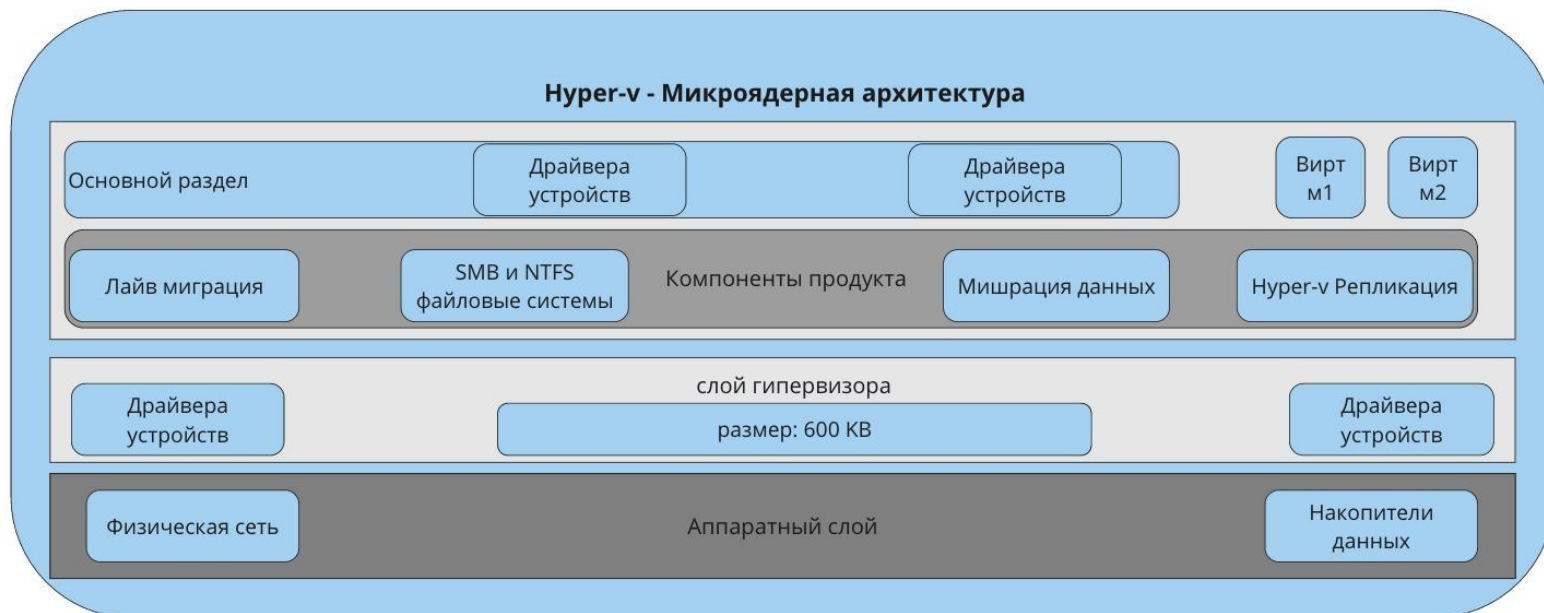 Hyper-v - Микроядерная архитектура
Основной раздел
Драйвера
устройств
Драйвера
устройств
Вирт
м1
Вирт
м2
Лайв миграция
SMB и NTFS
файловые системы
Компоненты продукта
Мишрация данных
Hyper-v Репликация
слой гипервизора
Драйвера
устройств
размер: 600 KB
Драйвера
устройств
Физическая сеть
Аппаратный слой
Накопители
данных